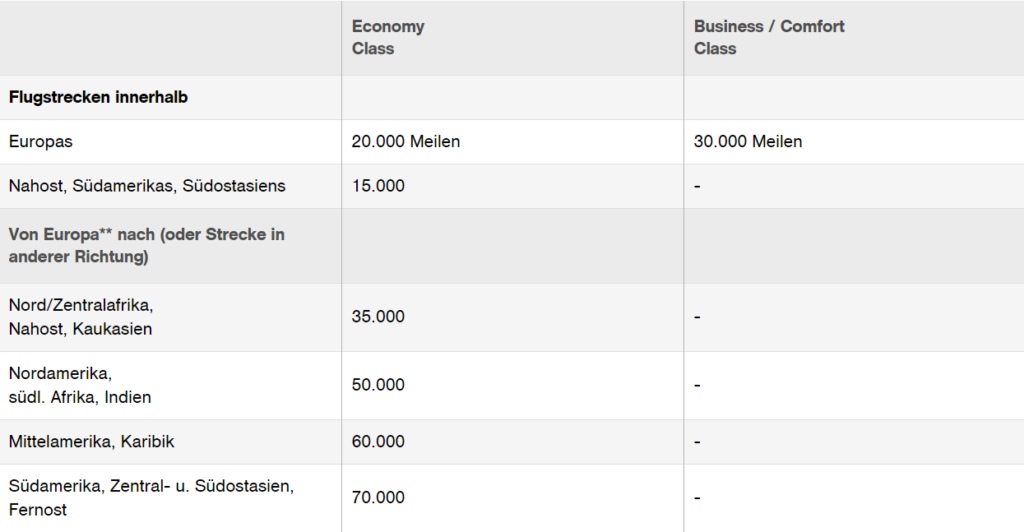 Economy
Class
Business / Comfort
Class
Flugstrecken innerhalb
Europas
20.000 Meilen
30.000 Meilen
Nahost, Südamerikas, Südostasiens
15.000
-
Von Europa** nach (oder Strecke in
anderer Richtung)
Nord/Zentralafrika,
Nahost, Kaukasien
35.000
-
Nordamerika,
südl. Afrika, Indien
50.000
-
Mittelamerika, Karibik
60.000
-
Südamerika, Zentral- u. Südostasien,
Fernost
70.000
-